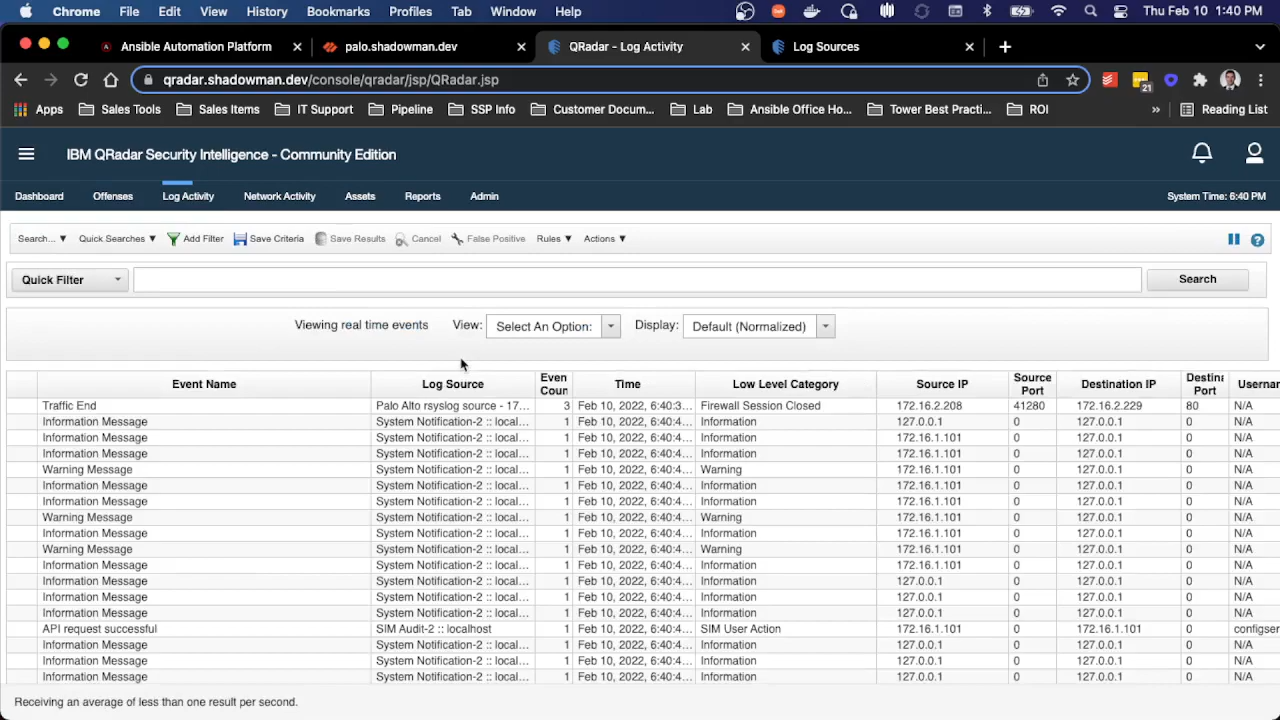 Chrome File Edit View History Bookmarks Profiles Tab Window Help Thu Feb 10 1:40 PM
Ansible Automation Platform palo.shadowman.dev QRadar - Log Activity Log Sources
qradar.shadowman.dev/console/qradar/jsp/QRadar.jsp 21
Apps Sales Tools Sales Items IT Support Pipeline SSP Info Customer Docum... Lab Ansible Office Ho... Tower Best Practi... ROI » Reading List
IBM QRadar Security Intelligence - Community Edition
Dashboard Offenses Log Activity Network Activity Assets Reports Admin System Time: 6:40 PM
Search... Quick Searches Add Filter Save Criteria Save Results Cancel False Positive Rules Actions
Quick Filter Search
Viewing real time events View: Select An Option: Display: Default (Normalized)
Event Name Log Source Even Coun Time Low Level Category Source IP Source Port Destination IP Destin Port Userna
Traffic End Palo Alto rsyslog source - 17... 3 Feb 10, 2022, 6:40:3... Firewall Session Closed 172.16.2.208 41280 172.16.2.229 80 N/A
Information Message System Notification-2 :: local... 1 Feb 10, 2022, 6:40:4... Information 127.0.0.1 0 127.0.0.1 0 N/A
Information Message System Notification-2 :: local... 1 Feb 10, 2022, 6:40:4... Information 172.16.1.101 0 127.0.0.1 0 N/A
Information Message System Notification-2 :: local... 1 Feb 10, 2022, 6:40:4... Information 172.16.1.101 0 127.0.0.1 0 N/A
Warning Message System Notification-2 :: local... 1 Feb 10, 2022, 6:40:4... Warning 172.16.1.101 0 127.0.0.1 0 N/A
Information Message System Notification-2 :: local... 1 Feb 10, 2022, 6:40:4... Information 172.16.1.101 0 127.0.0.1 0 N/A
Information Message System Notification-2 :: local... 1 Feb 10, 2022, 6:40:4... Information 172.16.1.101 0 127.0.0.1 0 N/A
Warning Message System Notification-2 :: local... 1 Feb 10, 2022, 6:40:4... Warning 172.16.1.101 0 127.0.0.1 0 N/A
Information Message System Notification-2 :: local... 1 Feb 10, 2022, 6:40:4... Information 172.16.1.101 0 127.0.0.1 0 N/A
Warning Message System Notification-2 :: local... 1 Feb 10, 2022, 6:40:4... Warning 172.16.1.101 0 127.0.0.1 0 N/A
Information Message System Notification-2 :: local... 1 Feb 10, 2022, 6:40:4... Information 172.16.1.101 0 127.0.0.1 0 N/A
Information Message System Notification-2 :: local... 1 Feb 10, 2022, 6:40:4... Information 127.0.0.1 0 127.0.0.1 0 N/A
Information Message System Notification-2 :: local... 1 Feb 10, 2022, 6:40:4... Information 127.0.0.1 0 127.0.0.1 0 N/A
Information Message System Notification-2 :: local... 1 Feb 10, 2022, 6:40:4... Information 127.0.0.1 0 127.0.0.1 0 N/A
API request successful SIM Audit-2 :: localhost 1 Feb 10, 2022, 6:40:4... SIM User Action 172.16.1.101 0 172.16.1.101 0 configser
Information Message System Notification-2 :: local... 1 Feb 10, 2022, 6:40:4... Information 127.0.0.1 0 127.0.0.1 0 N/A
Information Message System Notification-2 :: local... 1 Feb 10, 2022, 6:40:4... Information 127.0.0.1 0 127.0.0.1 0 N/A
Information Message System Notification-2 :: local... 1 Feb 10, 2022, 6:40:4... Information 127.0.0.1 0 127.0.0.1 0 N/A
Receiving an average of less than one result per second.